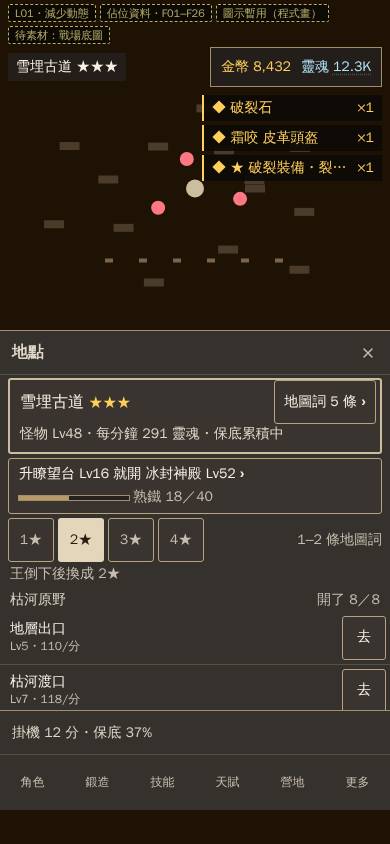 L01・減少動態 佔位資料・F01–F26 圖示暫用（程式畫）
待素材：戰場底圖
雪埋古道 ★★★
金幣 8,432 靈魂 12.3K
◆ 破裂石 ×1
◆ 霜咬 皮革頭盔 ×1
◆ ★ 破裂裝備・裂⋯ ×1
地點 ×
雪埋古道 ★★★
地圖詞 5 條 ›
怪物 Lv48・每分鐘 291 靈魂・保底累積中
升瞭望台 Lv16 就開 冰封神殿 Lv52 ›
熟鐵 18／40
1★ 2★ 3★ 4★ 1–2 條地圖詞
王倒下後換成 2★
枯河原野 開了 8／8
地層出口
Lv5・110/分
去
枯河渡口
Lv7・118/分
去
掛機 12 分・保底 37%
角色 鍛造 技能 天賦 營地 更多